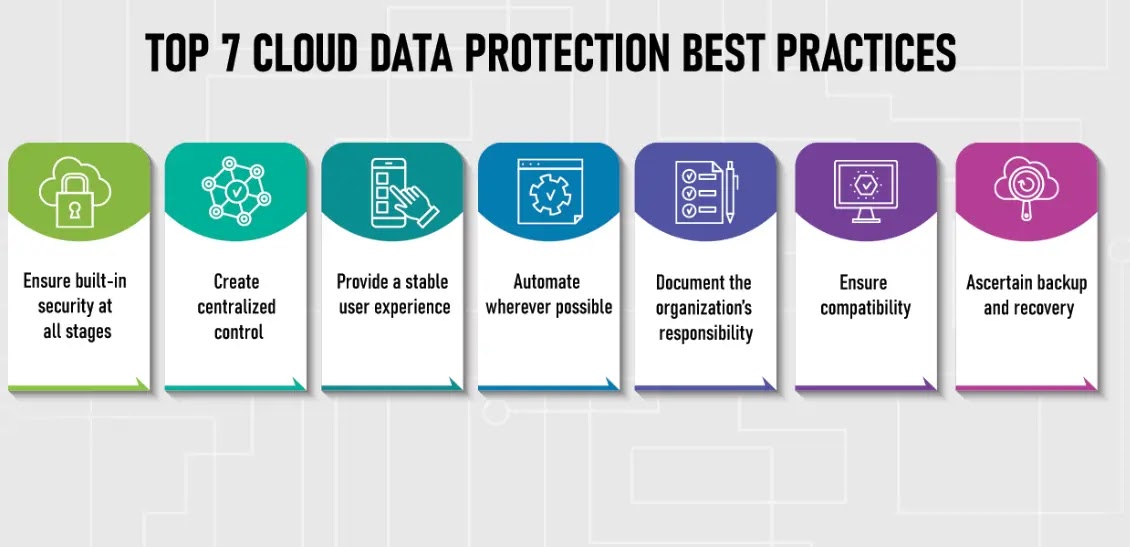 TOP 7 CLOUD DATA PROTECTION BEST PRACTICES
Ensure built-in
security at
all stages
Create
centralized
control
Provide a stable
user experience
Automate
wherever possible
Document the
organization's
responsibility
Ensure
compatibility
Ascertain backup
and recovery